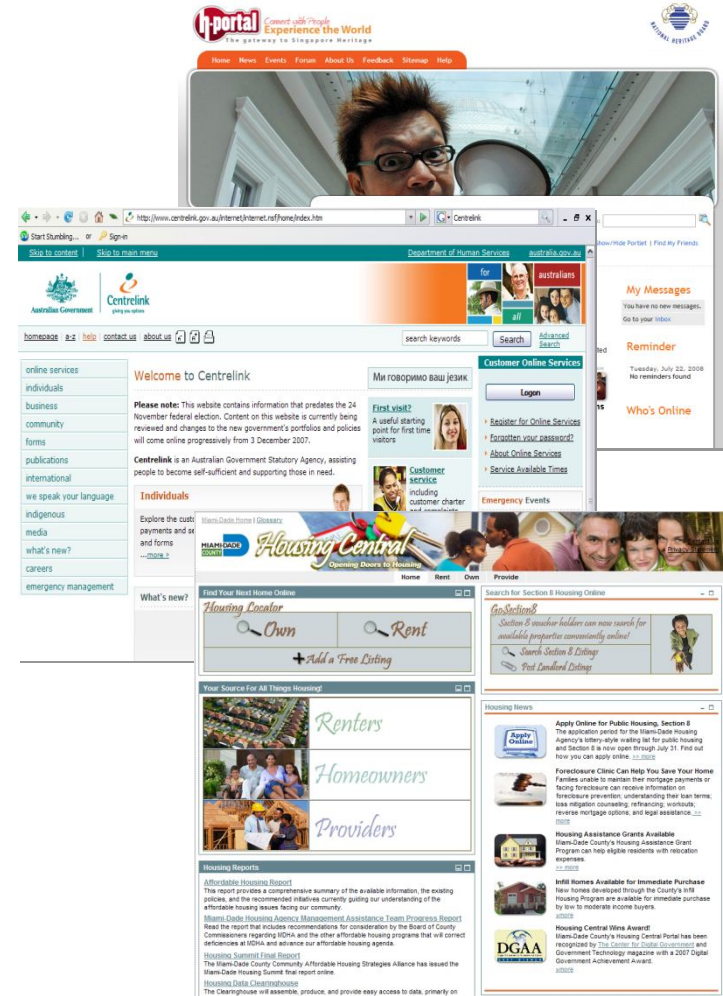 h-portal
Connect with People
Experience the World
The gateway to Singapore Heritage
NATIONAL HERITAGE BOARD
Home News Events Forum About Us Feedback Sitemap Help
http://www.centrelink.gov.au/internet/internet.nsf/home/index.htm
Centrelink
Start Stumbling... or Sign-in
Skip to content | Skip to main menu
Department of Human Services
australia.gov.au
Show/Hide Portlet | Find My Friends
Australian Government
Centrelink
giving you options
for
australians
all
My Messages
You have no new messages.
Go to your Inbox
homepage | a-z | help | contact us | about us
search keywords
Search
Advanced
Search
Reminder
Tuesday, July 22, 2008
No reminders found
Who's Online
online services
individuals
business
community
forms
publications
international
we speak your language
indigenous
media
what's new?
careers
emergency management
Welcome to Centrelink
Please note: This website contains information that predates the 24
November federal election. Content on this website is currently being
reviewed and changes to the new government's portfolios and policies
will come online progressively from 3 December 2007.
Centrelink is an Australian Government Statutory Agency, assisting
people to become self-sufficient and supporting those in need.
Individuals
Explore the
payments and
and forms
...more >
What's new?
Ми говоримо ваш језик
First visit?
A useful starting
point for first time
visitors
Customer
service
including
customer charter
and complaints
Customer Online Services
Logon
Register for Online Services
Forgotten your password?
About Online Services
Service Available Times
Emergency Events
Miami-Dade Home | Glossary
MIAMI-DADE
COUNTY
Housing Central
Opening Doors to Housing
Privacy Statement
Home Rent Own Provide
Find Your Next Home Online
Housing Locator
Own
Rent
Add a Free Listing
Your Source For All Things Housing!
Renters
Homeowners
Providers
Housing Reports
Affordable Housing Report
This report provides a comprehensive summary of the available information, the existing
policies, and the recommended initiatives currently guiding our understanding of the
affordable housing issues facing our community.
Miami-Dade Housing Agency Management Assistance Team Progress Report
Read the report that includes recommendations for consideration by the Board of County
Commissioners regarding MDHA and the other affordable housing programs that will correct
deficiencies at MDHA and advance our affordable housing agenda.
Housing Summit Final Report
The Miami-Dade County Community Affordable Housing Strategies Alliance has issued the
Miami-Dade Housing Summit final report online.
Housing Data Clearinghouse
The Clearinghouse will assemble, produce, and provide easy access to data, primarily on
Search for Section 8 Housing Online
GoSection8
Section 8 voucher holders can now search for
available properties conveniently online!
Search Section 8 Listings
Post Landlord Listings
Housing News
Apply
Online
Apply Online for Public Housing, Section 8
The application period for the Miami-Dade Housing
Agency's lottery-style waiting list for public housing
and Section 8 is now open through July 31. Find out
how you can apply online. >> more
Foreclosure Clinic Can Help You Save Your Home
Families unable to maintain their mortgage payments or
facing foreclosure can receive information on
foreclosure prevention; understanding their loan terms;
loss mitigation counseling; refinancing; workouts;
reverse mortgage options; and legal assistance. >>
more
Housing Assistance Grants Available
Miami-Dade County's Housing Assistance Grant
Program can help eligible residents with relocation
expenses.
>> more
Infill Homes Available for Immediate Purchase
New homes developed through the County's Infill
Housing Program are available for immediate purchase
by low to moderate income buyers.
>more
DGAA
Housing Central Wins Award!
Miami-Dade County's Housing Central Portal has been
recognized by The Center for Digital Government and
Government Technology magazine with a 2007 Digital
Government Achievement Award.
>more